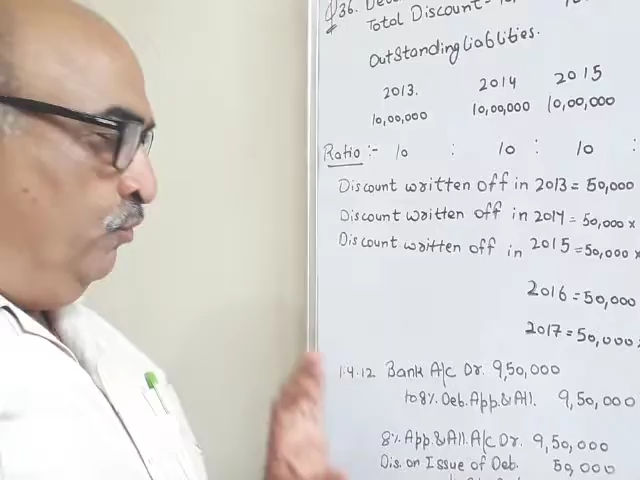 Q36. Deb
Total Discount-
Outstanding liablities.
2013. 2014 2015
10,00,000 10,00,000 10,00,000
Ratio :- 10 : 10 : 10 :
Discount written off in 2013 = 50,000
Discount written off in 2014 = 50,000 x
Discount written off in 2015 = 50,000 x
2016 = 50,000
2017 = 50,000
1.4.12 Bank A/c Dr. 9,50,000
to 8% Deb. App. & All. 9,50,000
8% App. & All. A/c Dr. 9,50,000
Dis. on Issue of Deb. 50,000